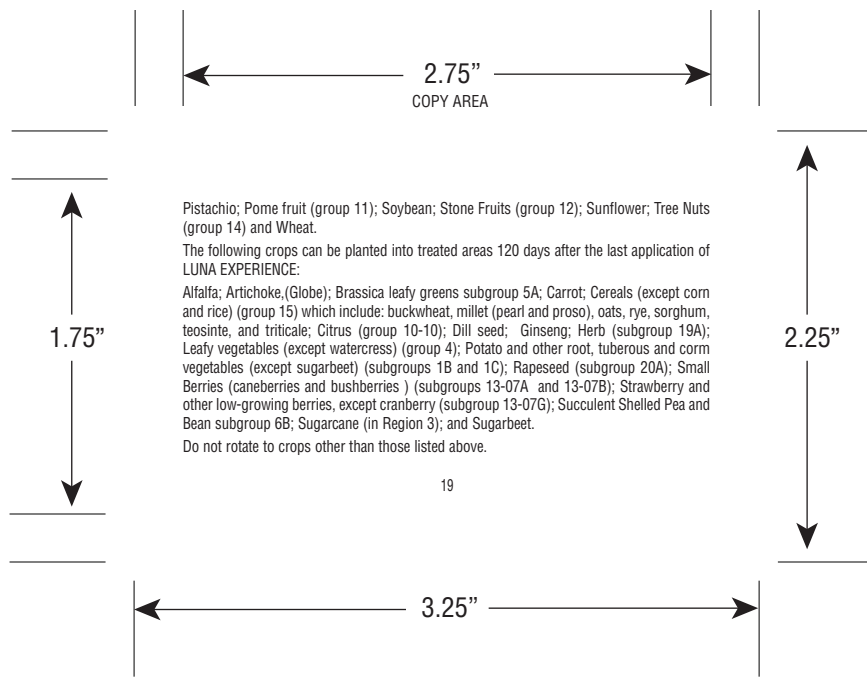 2.75”
COPY AREA
Pistachio; Pome fruit (group 11); Soybean; Stone Fruits (group 12); Sunflower; Tree Nuts
(group 14) and Wheat.
The following crops can be planted into treated areas 120 days after the last application of
LUNA EXPERIENCE:
Alfalfa; Artichoke,(Globe); Brassica leafy greens subgroup 5A; Carrot; Cereals (except corn
and rice) (group 15) which include: buckwheat, millet (pearl and proso), oats, rye, sorghum,
teosinte, and triticale; Citrus (group 10-10); Dill seed; Ginseng; Herb (subgroup 19A);
Leafy vegetables (except watercress) (group 4); Potato and other root, tuberous and corm
vegetables (except sugarbeet) (subgroups 1B and 1C); Rapeseed (subgroup 20A); Small
Berries (caneberries and bushberries ) (subgroups 13-07A and 13-07B); Strawberry and
other low-growing berries, except cranberry (subgroup 13-07G); Succulent Shelled Pea and
Bean subgroup 6B; Sugarcane (in Region 3); and Sugarbeet.
Do not rotate to crops other than those listed above.
19
1.75”
2.25”
3.25”